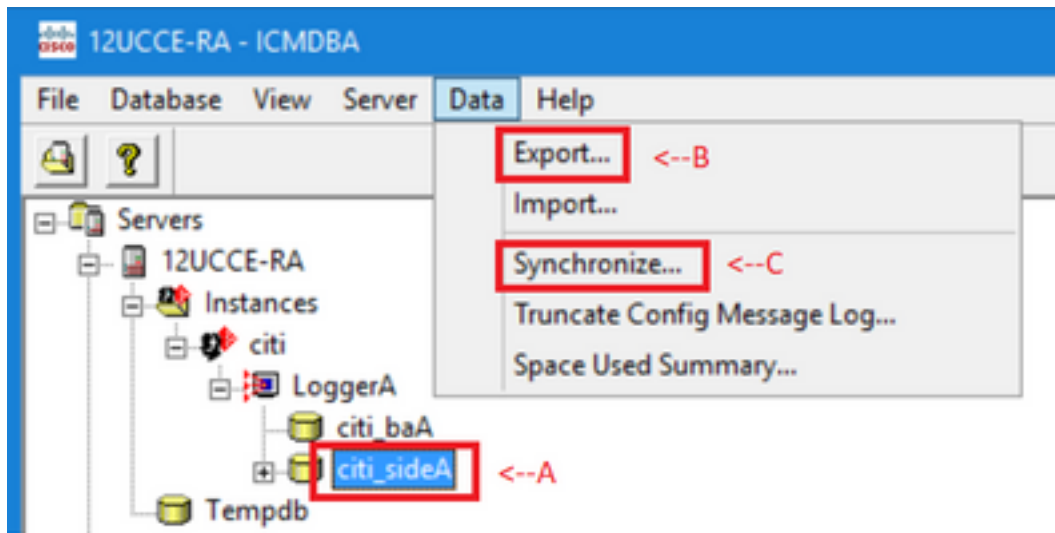 CISCO 12UCCE-RA - ICMDBA
File Database View Server Data Help
Export... <--B
Import...
Synchronize... <--C
Truncate Config Message Log...
Space Used Summary...
Servers
12UCCE-RA
Instances
citi
LoggerA
citi_baA
citi_sideA <--A
Tempdb